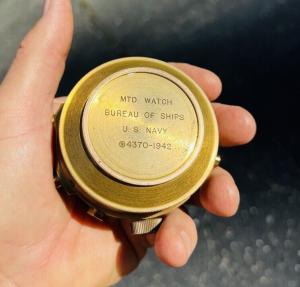 MTD WATCH
BUREAU OF SHIPS
U.S. NAVY
⊛4370-1942